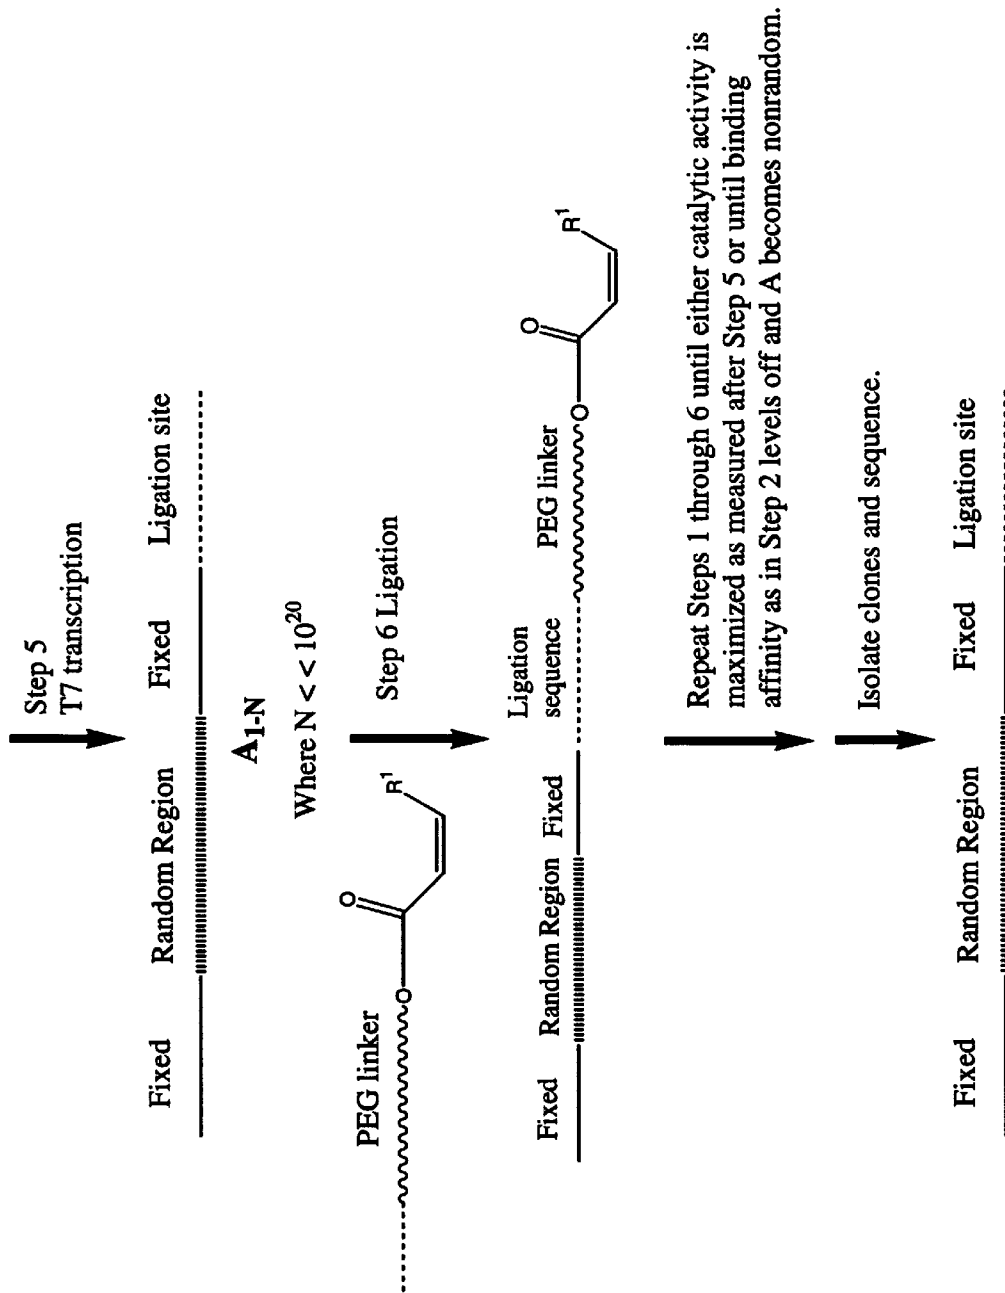 Step 5
T7 transcription
Fixed Random Region Fixed Ligation site
A1-N
Where N < < 10^20
PEG linker
O
O
R1
Step 6 Ligation
Fixed Random Region Fixed Ligation sequence
PEG linker
O
O
R1
Repeat Steps 1 through 6 until either catalytic activity is
maximized as measured after Step 5 or until binding
affinity as in Step 2 levels off and A becomes nonrandom.
Isolate clones and sequence.
Fixed Random Region Fixed Ligation site